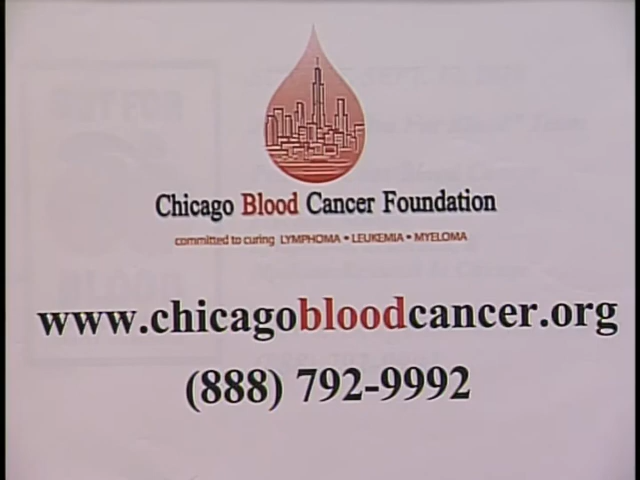 Chicago Blood Cancer Foundation
committed to curing LYMPHOMA • LEUKEMIA • MYELOMA
www.chicagobloodcancer.org
(888) 792-9992